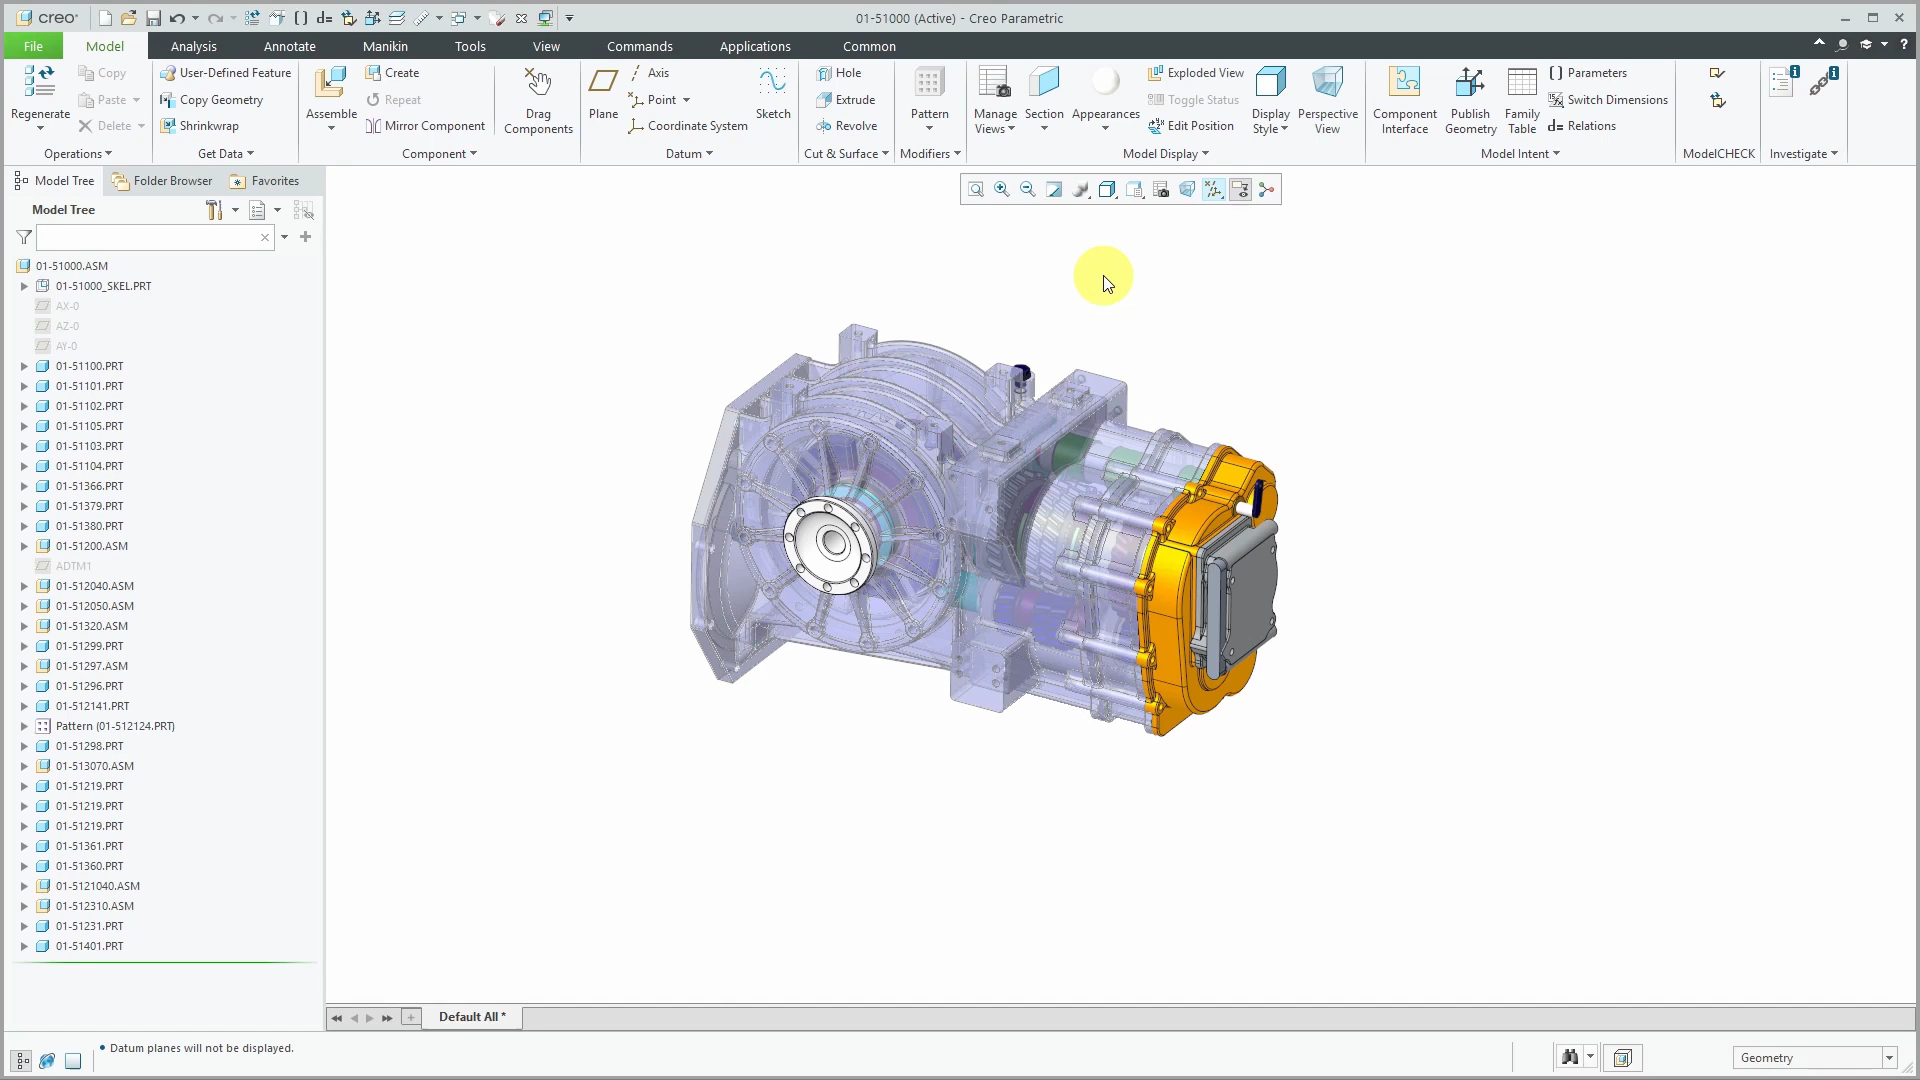 creo
01-51000 (Active) - Creo Parametric
File Model Analysis Annotate Manikin Tools View Commands Applications Common
Regenerate
Copy
Paste
Delete
Operations
User-Defined Feature
Copy Geometry
Shrinkwrap
Get Data
Assemble
Create
Repeat
Mirror Component
Drag Components
Component
Plane
Axis
Point
Coordinate System
Sketch
Datum
Hole
Extrude
Revolve
Cut & Surface
Pattern
Modifiers
Manage Views
Section
Appearances
Exploded View
Toggle Status
Edit Position
Display Style
Perspective View
Model Display
Component Interface
Publish Geometry
Family Table
Parameters
Switch Dimensions
d= Relations
Model Intent
ModelCHECK
Investigate
Model Tree Folder Browser Favorites
Model Tree
01-51000.ASM
01-51000_SKEL.PRT
AX-0
AZ-0
AY-0
01-51100.PRT
01-51101.PRT
01-51102.PRT
01-51105.PRT
01-51103.PRT
01-51104.PRT
01-51366.PRT
01-51379.PRT
01-51380.PRT
01-51200.ASM
ADTM1
01-512040.ASM
01-512050.ASM
01-51320.ASM
01-51299.PRT
01-51297.ASM
01-51296.PRT
01-512141.PRT
Pattern (01-512124.PRT)
01-51298.PRT
01-513070.ASM
01-51219.PRT
01-51219.PRT
01-51219.PRT
01-51361.PRT
01-51360.PRT
01-5121040.ASM
01-512310.ASM
01-51231.PRT
01-51401.PRT
Default All *
• Datum planes will not be displayed.
Geometry